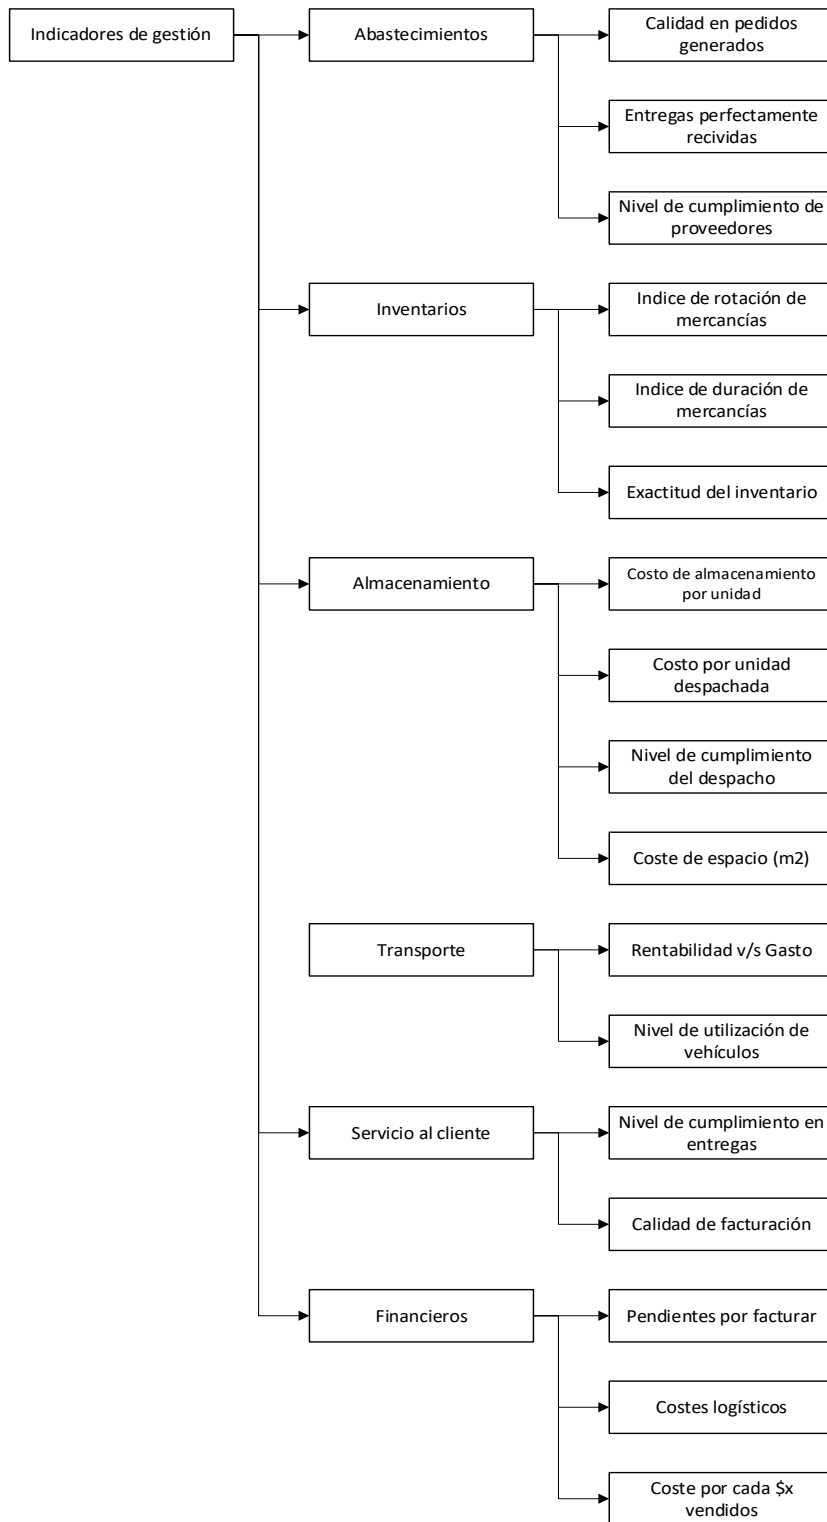 Indicadores de gestión
Abastecimientos
Calidad en pedidos
generados
Entregas perfectamente
recividas
Nivel de cumplimiento de
proveedores
Inventarios
Indice de rotación de
mercancías
Indice de duración de
mercancías
Exactitud del inventario
Almacenamiento
Costo de almacenamiento
por unidad
Costo por unidad
despachada
Nivel de cumplimiento
del despacho
Coste de espacio (m2)
Transporte
Rentabilidad v/s Gasto
Nivel de utilización de
vehículos
Servicio al cliente
Nivel de cumplimiento en
entregas
Calidad de facturación
Financieros
Pendientes por facturar
Costes logísticos
Coste por cada $x
vendidos